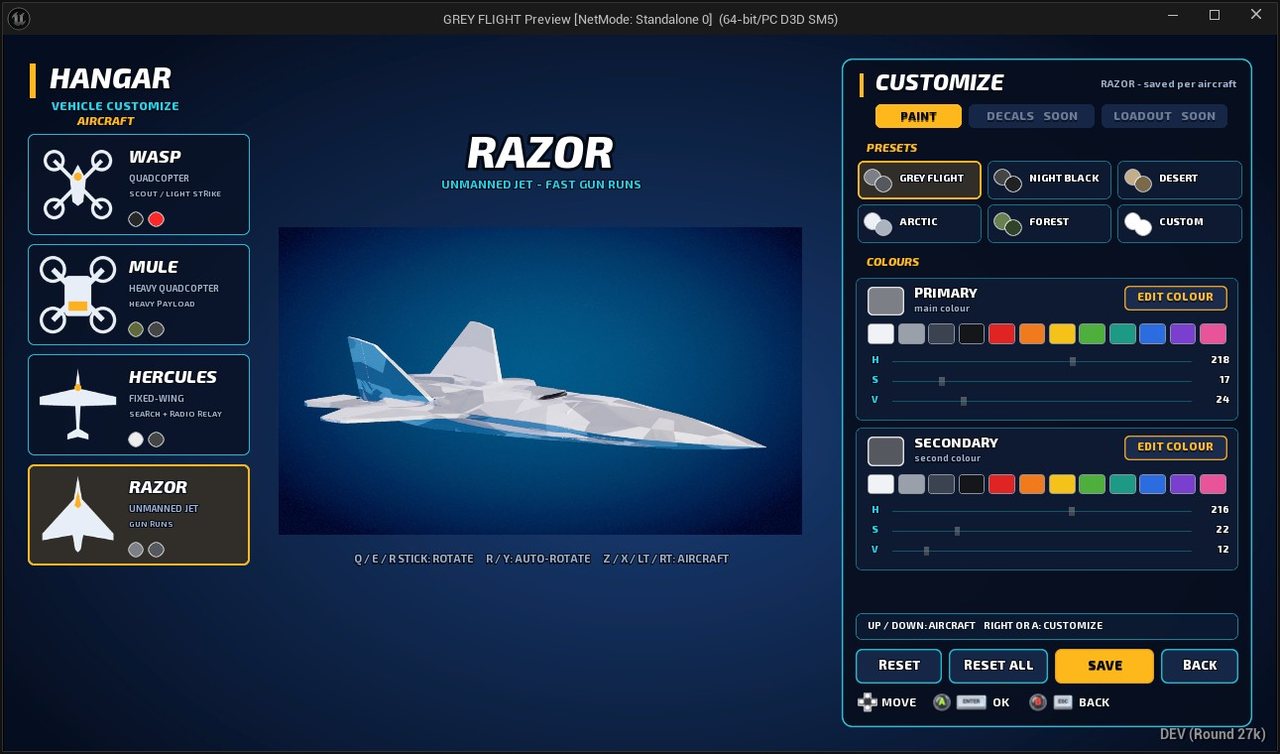 GREY FLIGHT Preview [NetMode: Standalone 0] (64-bit/PC D3D SM5)
HANGAR
VEHICLE CUSTOMIZE
AIRCRAFT
WASP
QUADCOPTER
SCOUT / LIGHT STRIKE
MULE
HEAVY QUADCOPTER
HEAVY PAYLOAD
HERCULES
FIXED-WING
SEARCH + RADIO RELAY
RAZOR
UNMANNED JET
GUN RUNS
RAZOR
UNMANNED JET - FAST GUN RUNS
Q / E / R STICK: ROTATE R / Y: AUTO-ROTATE Z / X / LT / RT: AIRCRAFT
CUSTOMIZE
RAZOR - saved per aircraft
PAINT
DECALS SOON
LOADOUT SOON
PRESETS
GREY FLIGHT
NIGHT BLACK
DESERT
ARCTIC
FOREST
CUSTOM
COLOURS
PRIMARY
main colour
EDIT COLOUR
H 218
S 17
V 24
SECONDARY
second colour
EDIT COLOUR
H 216
S 22
V 12
UP / DOWN: AIRCRAFT RIGHT OR A: CUSTOMIZE
RESET
RESET ALL
SAVE
BACK
MOVE
A ENTER OK
B ESC BACK
DEV (Round 27k)